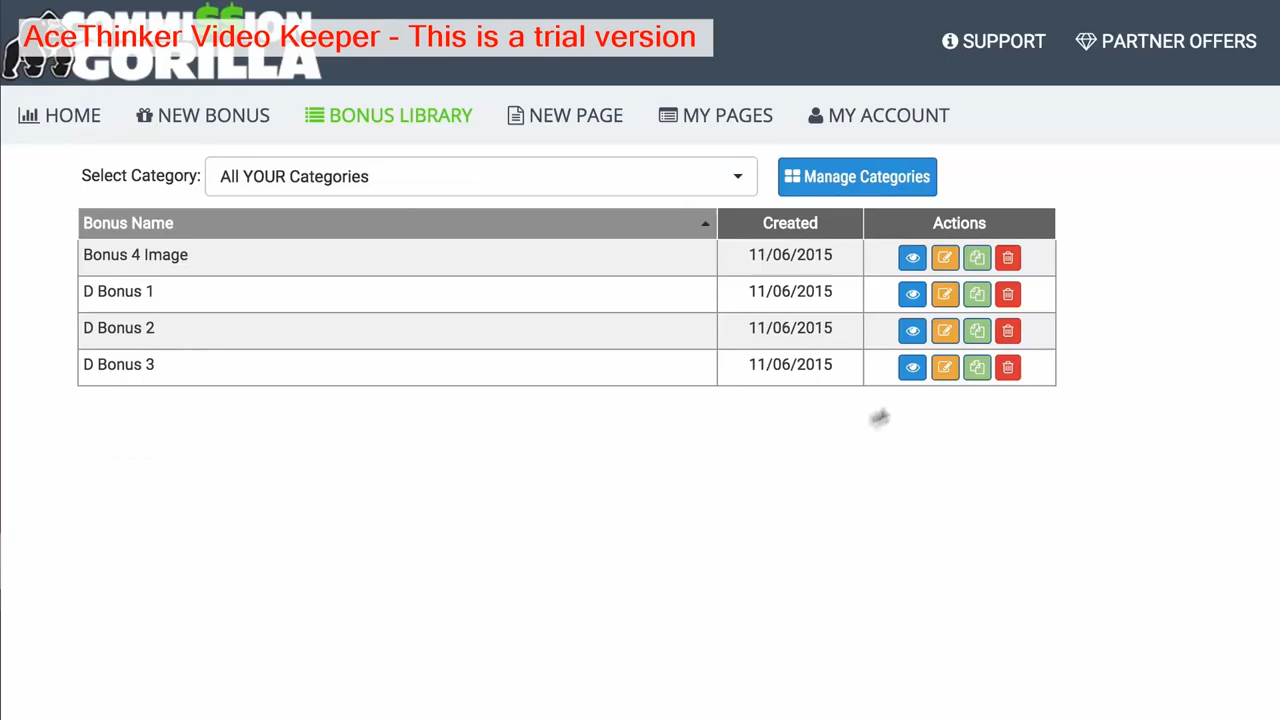 COMMISSION
AceThinker Video Keeper - This is a trial version
GORILLA
SUPPORT
PARTNER OFFERS
HOME
NEW BONUS
BONUS LIBRARY
NEW PAGE
MY PAGES
MY ACCOUNT
Select Category:
All YOUR Categories
Manage Categories
Bonus Name
Created
Actions
Bonus 4 Image
11/06/2015
D Bonus 1
11/06/2015
D Bonus 2
11/06/2015
D Bonus 3
11/06/2015